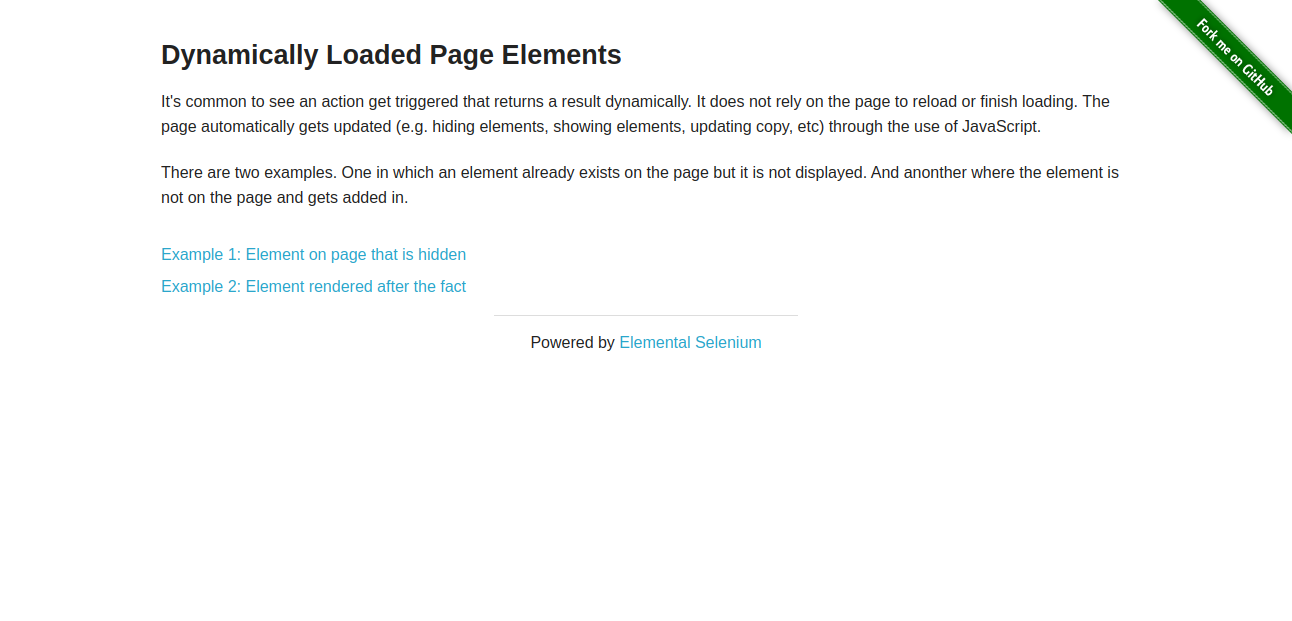 Fork me on GitHub
Dynamically Loaded Page Elements
It's common to see an action get triggered that returns a result dynamically. It does not rely on the page to reload or finish loading. The
page automatically gets updated (e.g. hiding elements, showing elements, updating copy, etc) through the use of JavaScript.
There are two examples. One in which an element already exists on the page but it is not displayed. And anonther where the element is
not on the page and gets added in.
Example 1: Element on page that is hidden
Example 2: Element rendered after the fact
Powered by Elemental Selenium